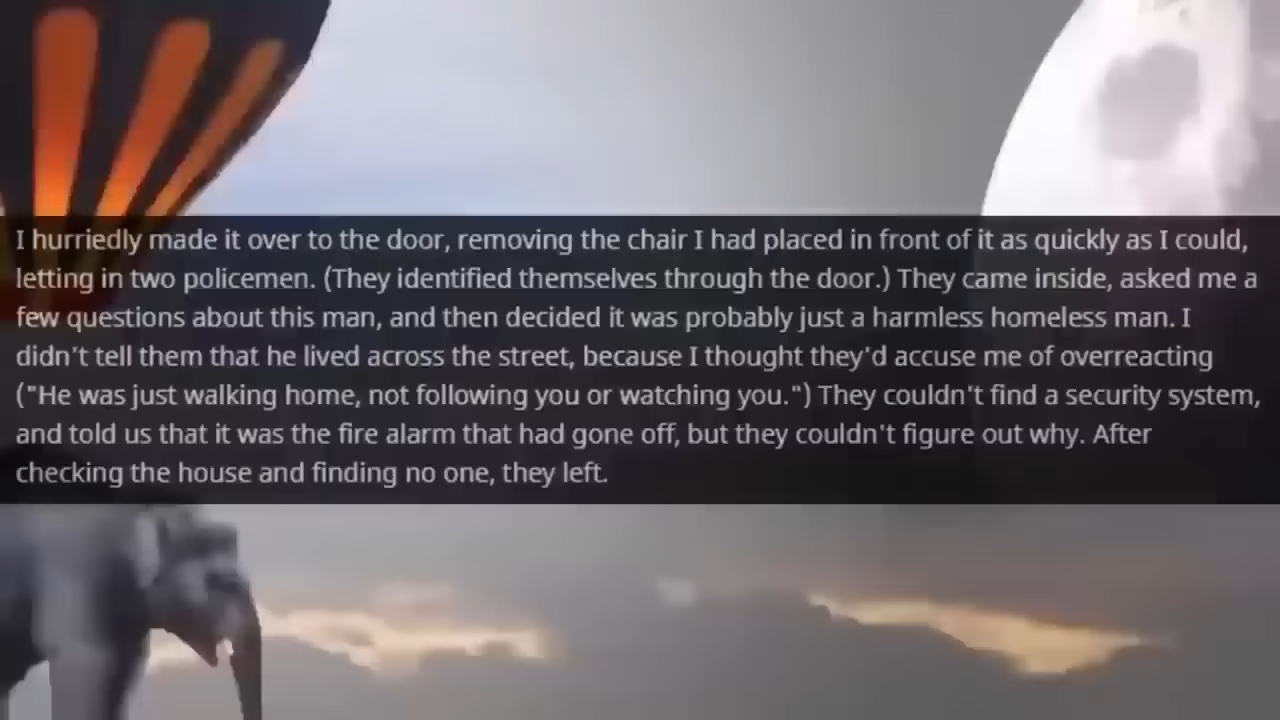 I hurriedly made it over to the door, removing the chair I had placed in front of it as quickly as I could,
letting in two policemen. (They identified themselves through the door.) They came inside, asked me a
few questions about this man, and then decided it was probably just a harmless homeless man. I
didn't tell them that he lived across the street, because I thought they'd accuse me of overreacting
("He was just walking home, not following you or watching you.") They couldn't find a security system,
and told us that it was the fire alarm that had gone off, but they couldn't figure out why. After
checking the house and finding no one, they left.